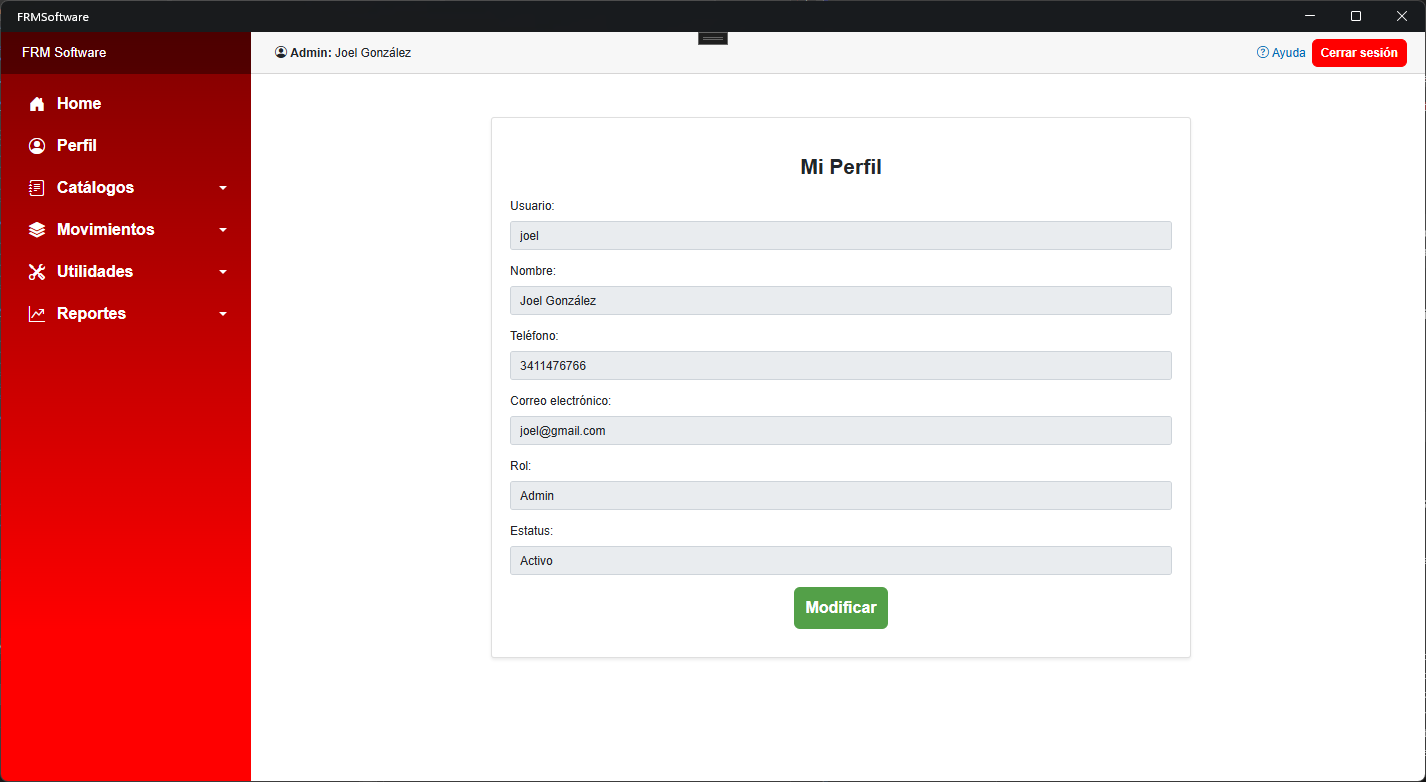 FRMSoftware
FRM Software
Admin: Joel González
Ayuda
Cerrar sesión
Home
Perfil
Catálogos
Movimientos
Utilidades
Reportes
Mi Perfil
Usuario:
joel
Nombre:
Joel González
Teléfono:
3411476766
Correo electrónico:
joel@gmail.com
Rol:
Admin
Estatus:
Activo
Modificar